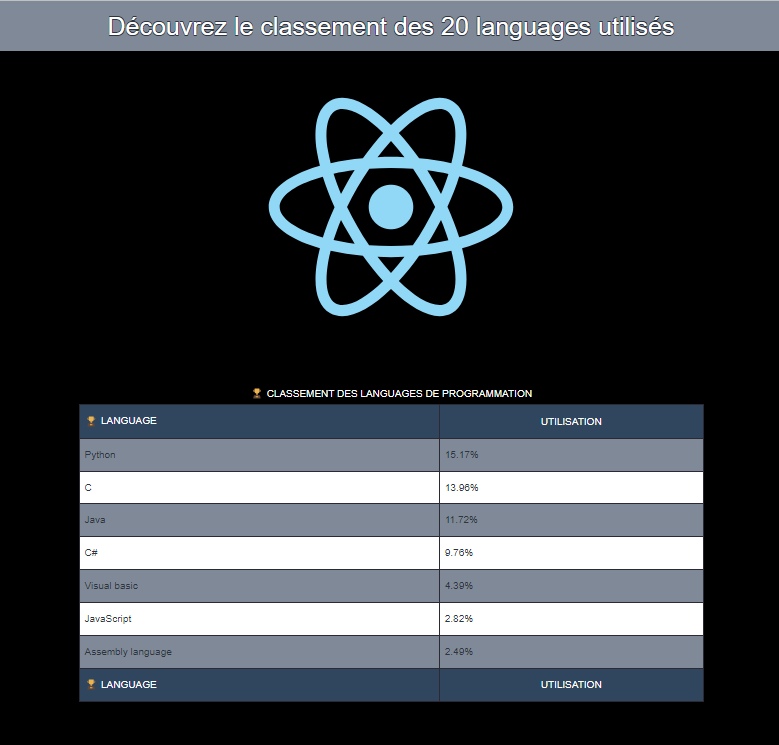 Découvrez le classement des 20 languages utilisés
🏆 CLASSEMENT DES LANGUAGES DE PROGRAMMATION
🏆 LANGUAGE UTILISATION
Python 15.17%
C 13.96%
Java 11.72%
C# 9.76%
Visual basic 4.39%
JavaScript 2.82%
Assembly language 2.49%
🏆 LANGUAGE UTILISATION